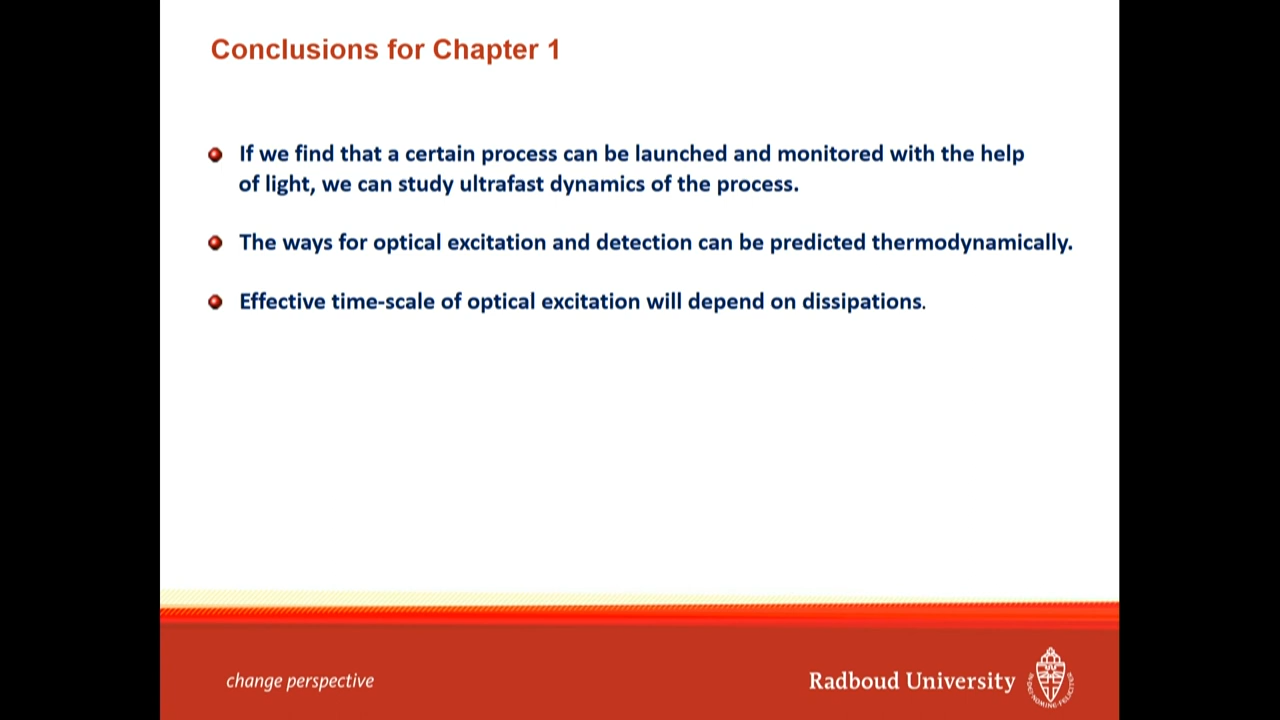 Conclusions for Chapter 1
If we find that a certain process can be launched and monitored with the help
of light, we can study ultrafast dynamics of the process.
The ways for optical excitation and detection can be predicted thermodynamically.
Effective time-scale of optical excitation will depend on dissipations.
change perspective
Radboud University